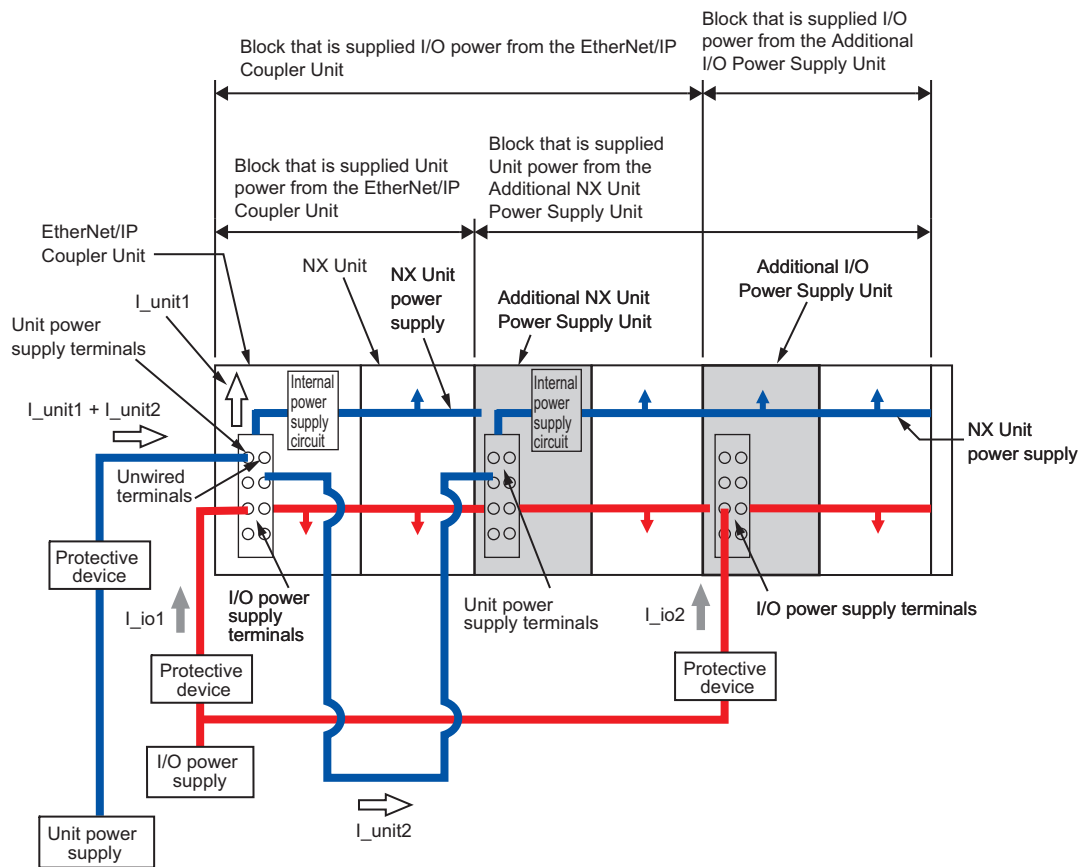 Block that is supplied I/O power from the EtherNet/IP
Coupler Unit
Block that is supplied I/O
power from the Additional
I/O Power Supply Unit
Block that is supplied Unit
power from the EtherNet/IP
Coupler Unit
Block that is supplied
Unit power from the
Additional NX Unit
Power Supply Unit
EtherNet/IP
Coupler Unit
NX Unit
NX Unit
power
supply
Additional NX Unit
Power Supply Unit
Additional I/O
Power Supply Unit
I_unit1
Unit power
supply terminals
I_unit1 + I_unit2
Internal
power
supply
circuit
Internal
power
supply
circuit
NX Unit
power supply
Unwired
terminals
Protective
device
I_io1
I/O power
supply
terminals
Unit power
supply terminals
I_io2
I/O power supply terminals
Protective
device
Protective
device
I/O power
supply
I_unit2
Unit power
supply